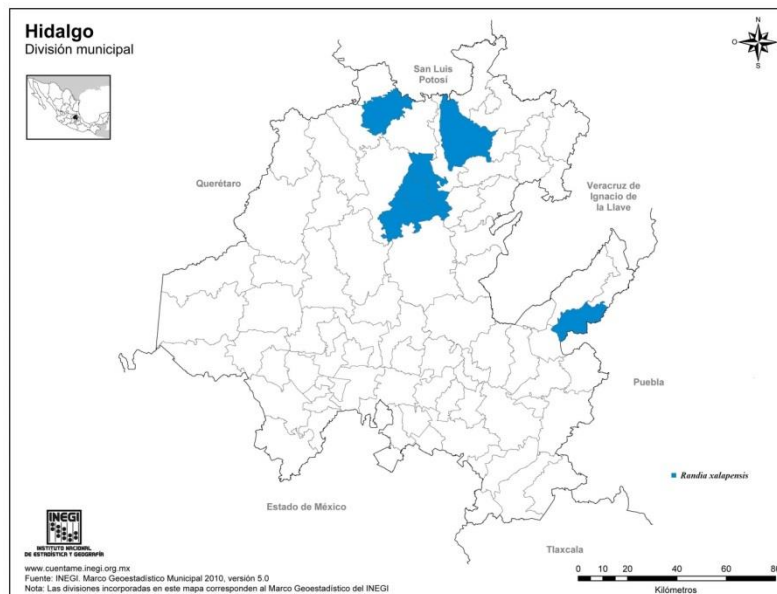 Hidalgo
División municipal
N
O
E
S
San Luis
Potosí
Querétaro
Veracruz de
Ignacio de
la Llave
Puebla
Randia xalapensis
Estado de México
Tlaxcala
INEGI
INSTITUTO NACIONAL
DE ESTADÍSTICA Y GEOGRAFÍA
www.cuentame.inegi.org.mx
Fuente: INEGI. Marco Geoestadístico Municipal 2010, versión 5.0
Nota: Las divisiones incorporadas en este mapa corresponden al Marco Geoestadístico del INEGI
0 10 20 40 60 80
Kilómetros